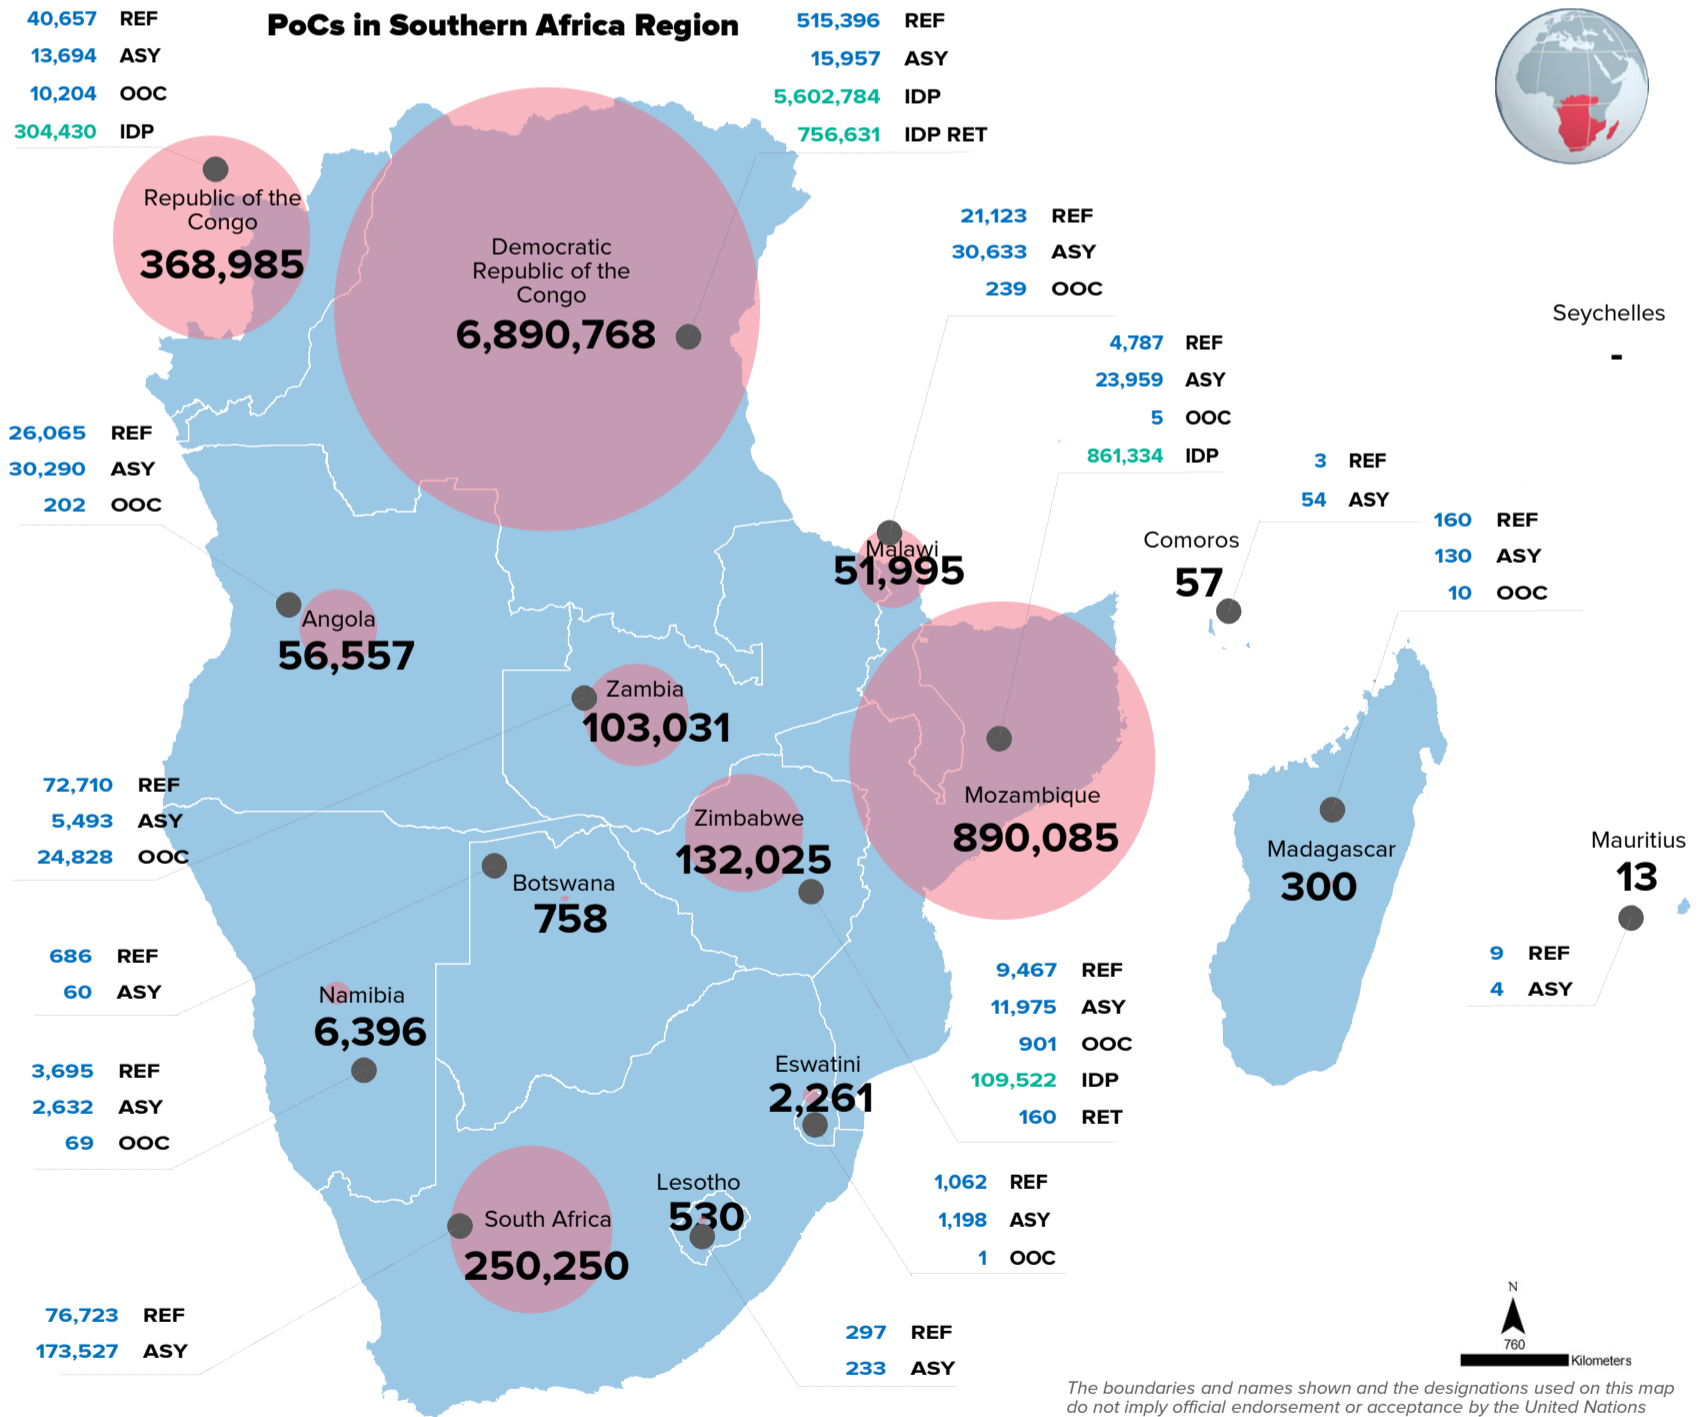 PoCs in Southern Africa Region
40,657 REF
13,694 ASY
10,204 OOC
304,430 IDP
515,396 REF
15,957 ASY
5,602,784 IDP
756,631 IDP RET
Republic of the
Congo
368,985
Democratic
Republic of the
Congo
6,890,768
21,123 REF
30,633 ASY
239 OOC
Seychelles
-
4,787 REF
23,959 ASY
5 OOC
861,334 IDP
26,065 REF
30,290 ASY
202 OOC
3 REF
54 ASY
160 REF
130 ASY
10 OOC
Malawi
51,995
Comoros
57
Angola
56,557
Zambia
103,031
72,710 REF
5,493 ASY
24,828 OOC
Zimbabwe
132,025
Mozambique
890,085
Madagascar
300
Mauritius
13
Botswana
758
686 REF
60 ASY
9 REF
4 ASY
Namibia
6,396
9,467 REF
11,975 ASY
901 OOC
109,522 IDP
160 RET
3,695 REF
2,632 ASY
69 OOC
Eswatini
2,261
1,062 REF
1,198 ASY
1 OOC
Lesotho
530
South Africa
250,250
76,723 REF
173,527 ASY
297 REF
233 ASY
N
760
Kilometers
The boundaries and names shown and the designations used on this map
do not imply official endorsement or acceptance by the United Nations